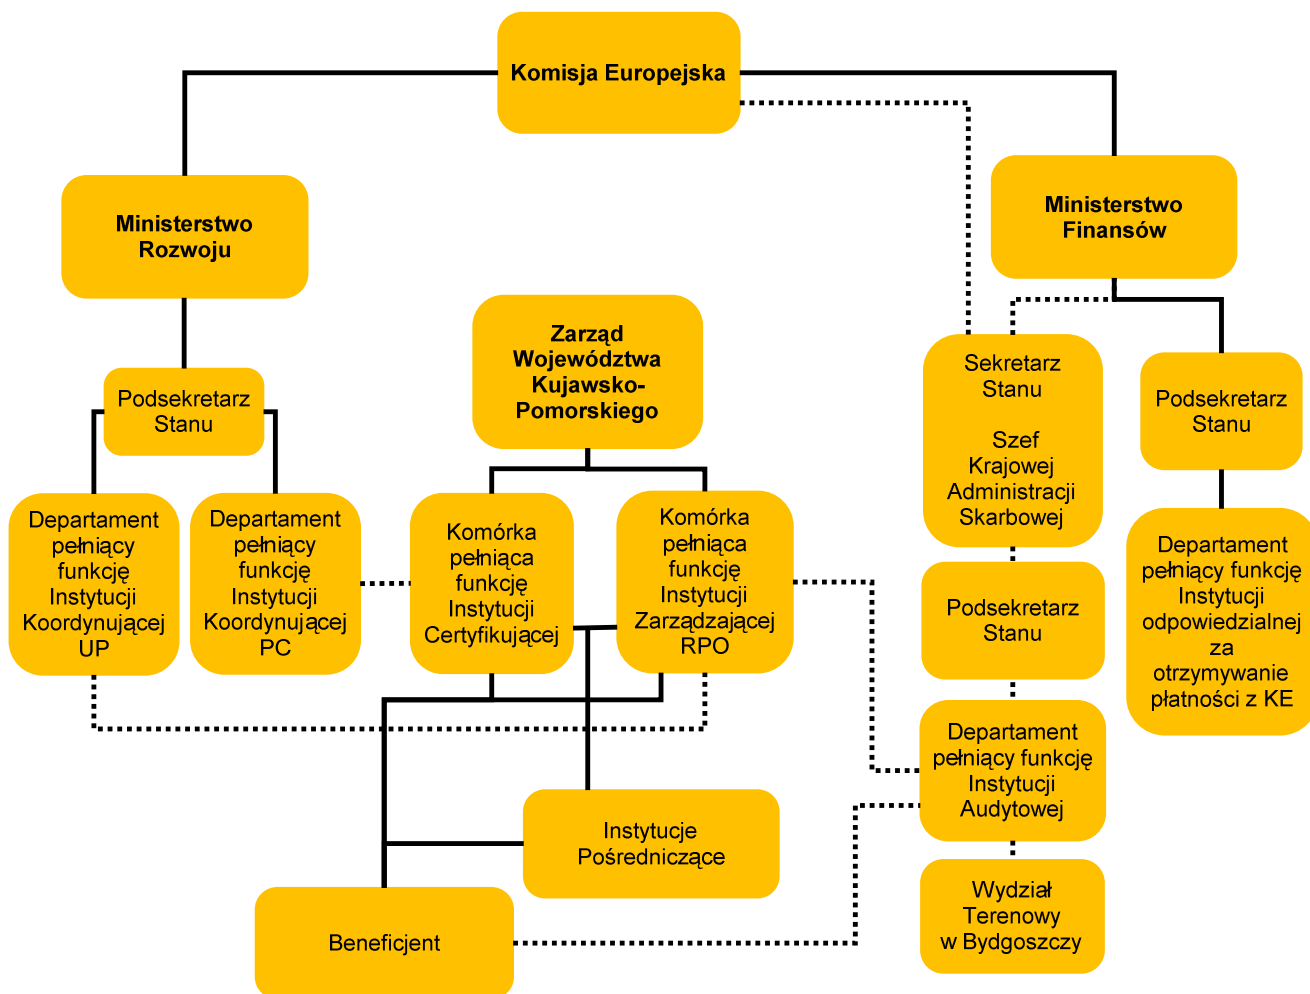 Komisja Europejska
Ministerstwo
Rozwoju
Ministerstwo
Finansów
Zarząd
Województwa
Kujawsko-
Pomorskiego
Podsekretarz
Stanu
Sekretarz
Stanu
Szef
Krajowej
Administracji
Skarbowej
Podsekretarz
Stanu
Departament
pełniący
funkcję
Instytucji
Koordynującej
UP
Departament
pełniący
funkcję
Instytucji
Koordynującej
PC
Komórka
pełniąca
funkcję
Instytucji
Certyfikującej
Komórka
pełniąca
funkcję
Instytucji
Zarządzającej
RPO
Podsekretarz
Stanu
Departament
pełniący funkcję
Instytucji
odpowiedzialnej
za
otrzymywanie
płatności z KE
Departament
pełniący funkcję
Instytucji
Audytowej
Instytucje
Pośredniczące
Wydział
Terenowy
w Bydgoszczy
Beneficjent